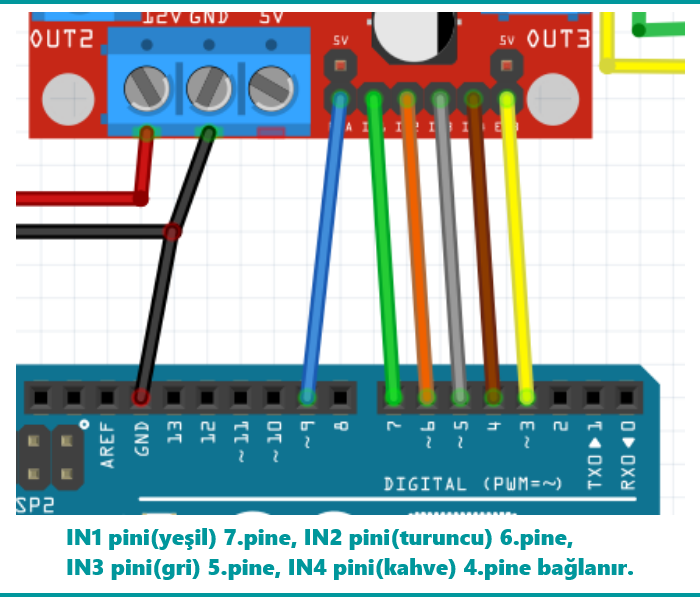 12V GND 5V
OUT2
5V
5V
OUT3
AREF
GND
13
12
~11
~10
~9
8
7
~6
~5
4
~3
2
TX0▶1
RX0◀0
DIGITAL (PWM=~)
SP2
IN1 pini(yeşil) 7.pine, IN2 pini(turuncu) 6.pine,
IN3 pini(gri) 5.pine, IN4 pini(kahve) 4.pine bağlanır.